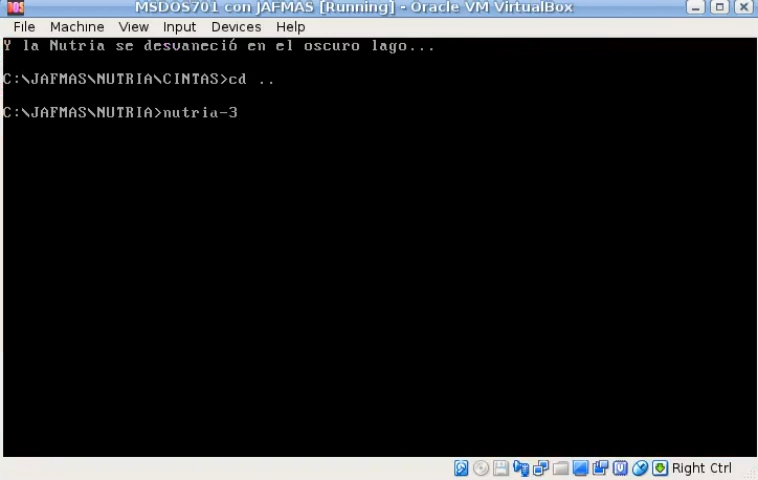 MSDOS701 con JAFMAS [Running] - Oracle VM VirtualBox
File Machine View Input Devices Help
Y la Nutria se desvaneció en el oscuro lago...
C:\JAFMAS\NUTRIA\CINTAS>cd ..
C:\JAFMAS\NUTRIA>nutria-3
Right Ctrl